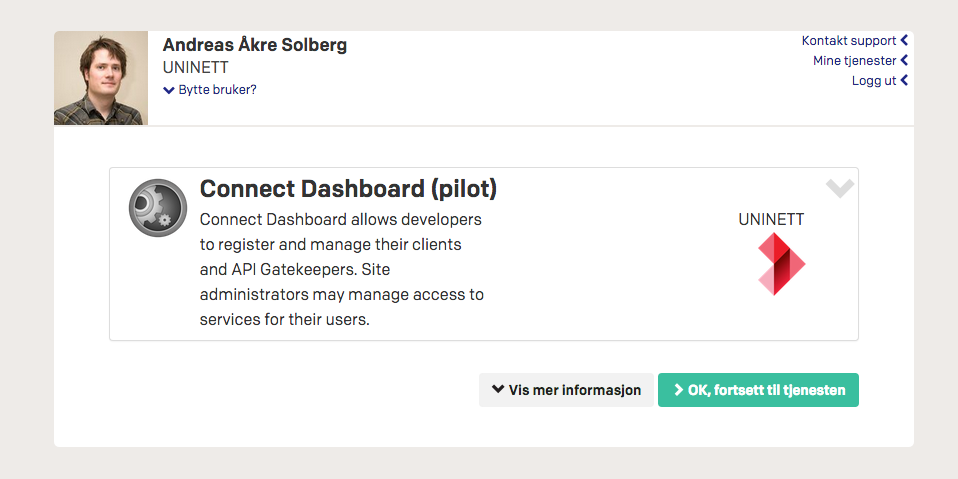 Andreas Åkre Solberg
UNINETT
Bytte bruker?
Kontakt support
Mine tjenester
Logg ut
Connect Dashboard (pilot)
Connect Dashboard allows developers
to register and manage their clients
and API Gatekeepers. Site
administrators may manage access to
services for their users.
UNINETT
Vis mer informasjon
OK, fortsett til tjenesten